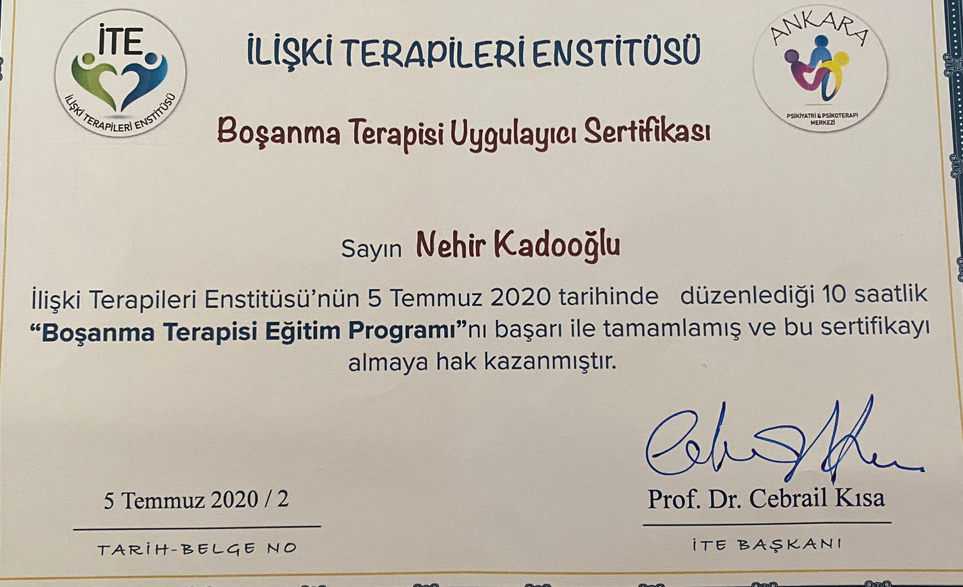 İTE
İLİŞKİ TERAPİLERİ ENSTİTÜSÜ
İLİŞKİ TERAPİLERİ ENSTİTÜSÜ
ANKARA
PSİKİYATRİ & PSİKOTERAPİ
MERKEZİ
Boşanma Terapisi Uygulayıcı Sertifikası
Sayın Nehir Kadooğlu
İlişki Terapileri Enstitüsü'nün 5 Temmuz 2020 tarihinde düzenlediği 10 saatlik
“Boşanma Terapisi Eğitim Programı”nı başarı ile tamamlamış ve bu sertifikayı
almaya hak kazanmıştır.
5 Temmuz 2020 / 2
TARİH-BELGE NO
Prof. Dr. Cebrail Kısa
İTE BAŞKANI